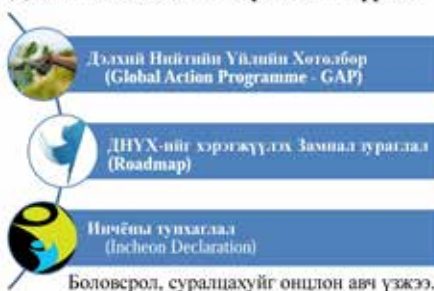 Дэлхий Нийтийн Үйлийн Хөтөлбөр
(Global Action Programme - GAP)
ДНҮХ-ийг хэрэгжүүлэх Замнал зураглал
(Roadmap)
Инчёны тунхаглал
(Incheon Declaration)
Боловсрол, суралцахуйг онцлон авч үзжээ.